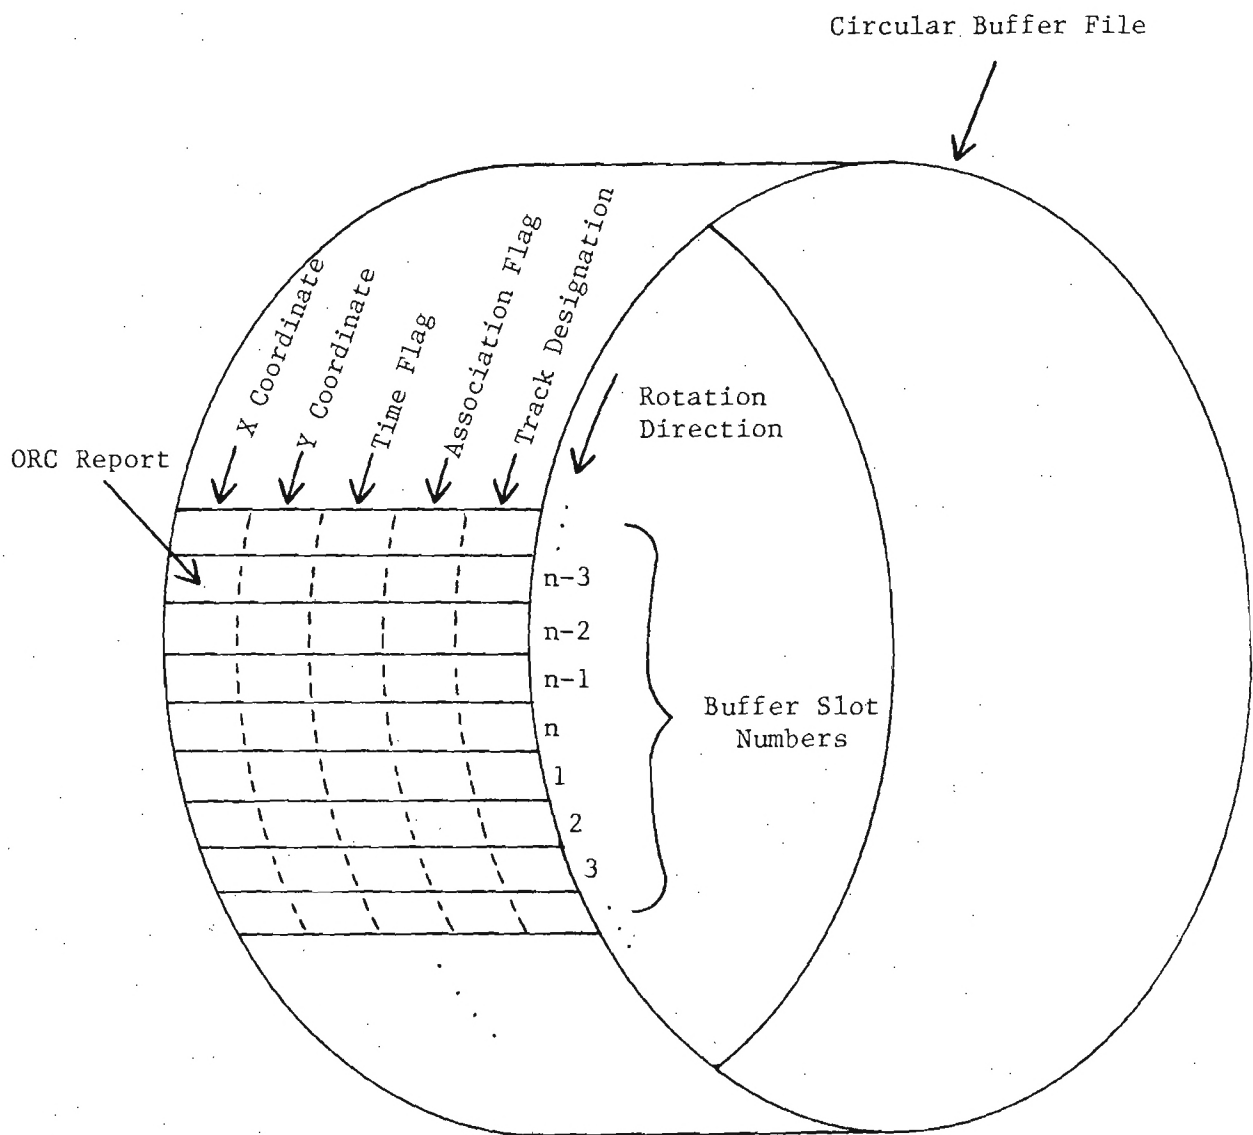 Circular Buffer File
X Coordinate
Y Coordinate
Time Flag
Association Flag
Track Designation
Rotation
Direction
ORC Report
n-3
n-2
n-1
n
1
2
3
Buffer Slot
Numbers